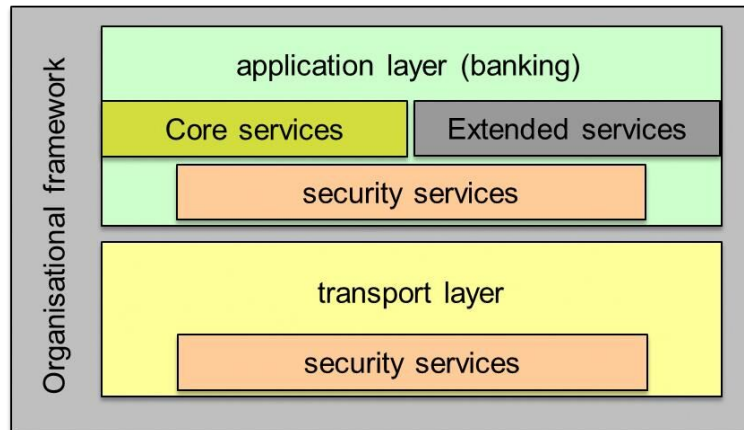 Organisational framework
application layer (banking)
Core services
Extended services
security services
transport layer
security services